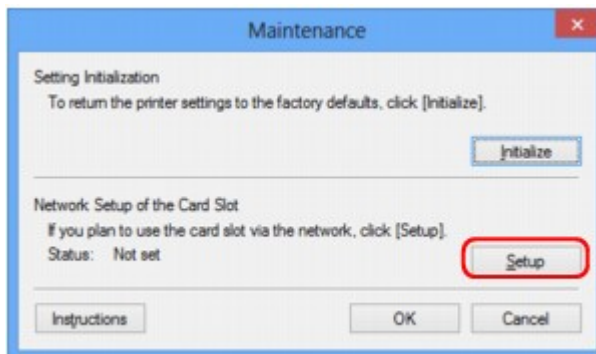 Maintenance
Setting Initialization
To return the printer settings to the factory defaults, click [Initialize].
Initialize
Network Setup of the Card Slot
If you plan to use the card slot via the network, click [Setup].
Status: Not set
Setup
Instructions OK Cancel